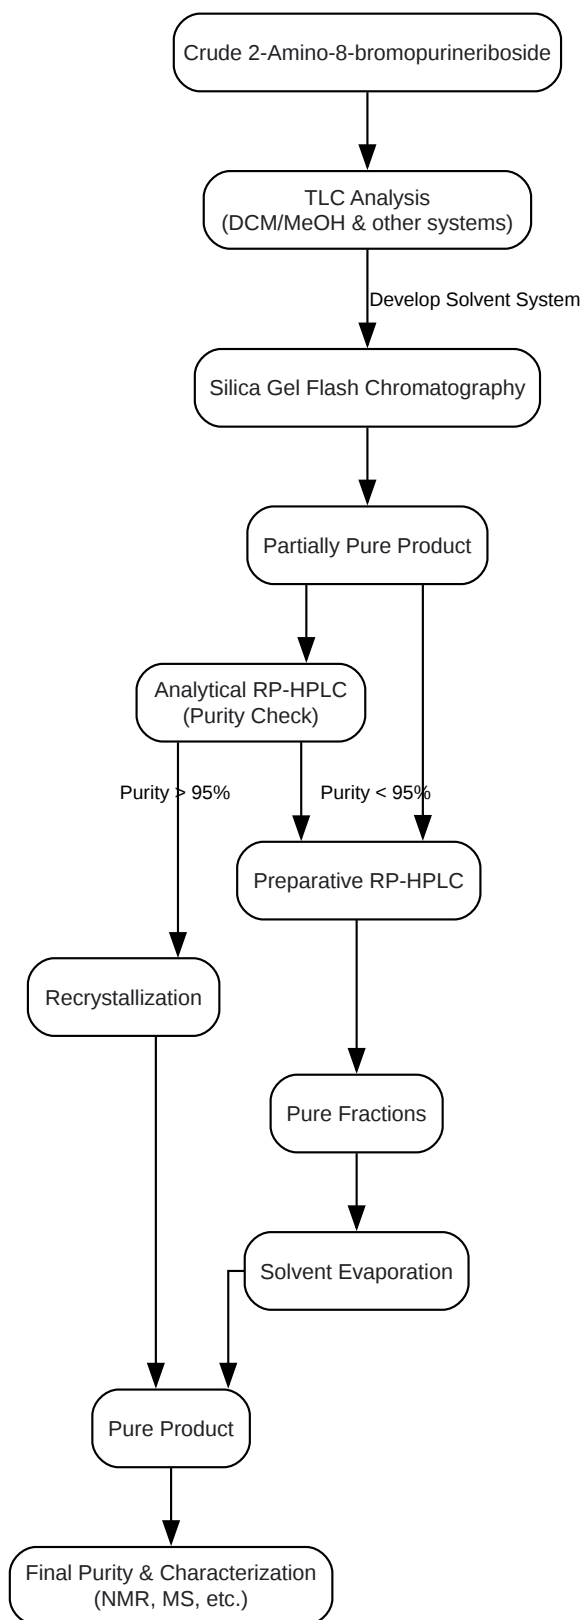 Crude 2-Amino-8-bromopurineriboside
TLC Analysis
(DCM/MeOH & other systems)
Develop Solvent System
Silica Gel Flash Chromatography
Partially Pure Product
Analytical RP-HPLC
(Purity Check)
Purity > 95%
Purity < 95%
Preparative RP-HPLC
Recrystallization
Pure Fractions
Solvent Evaporation
Pure Product
Final Purity & Characterization
(NMR, MS, etc.)